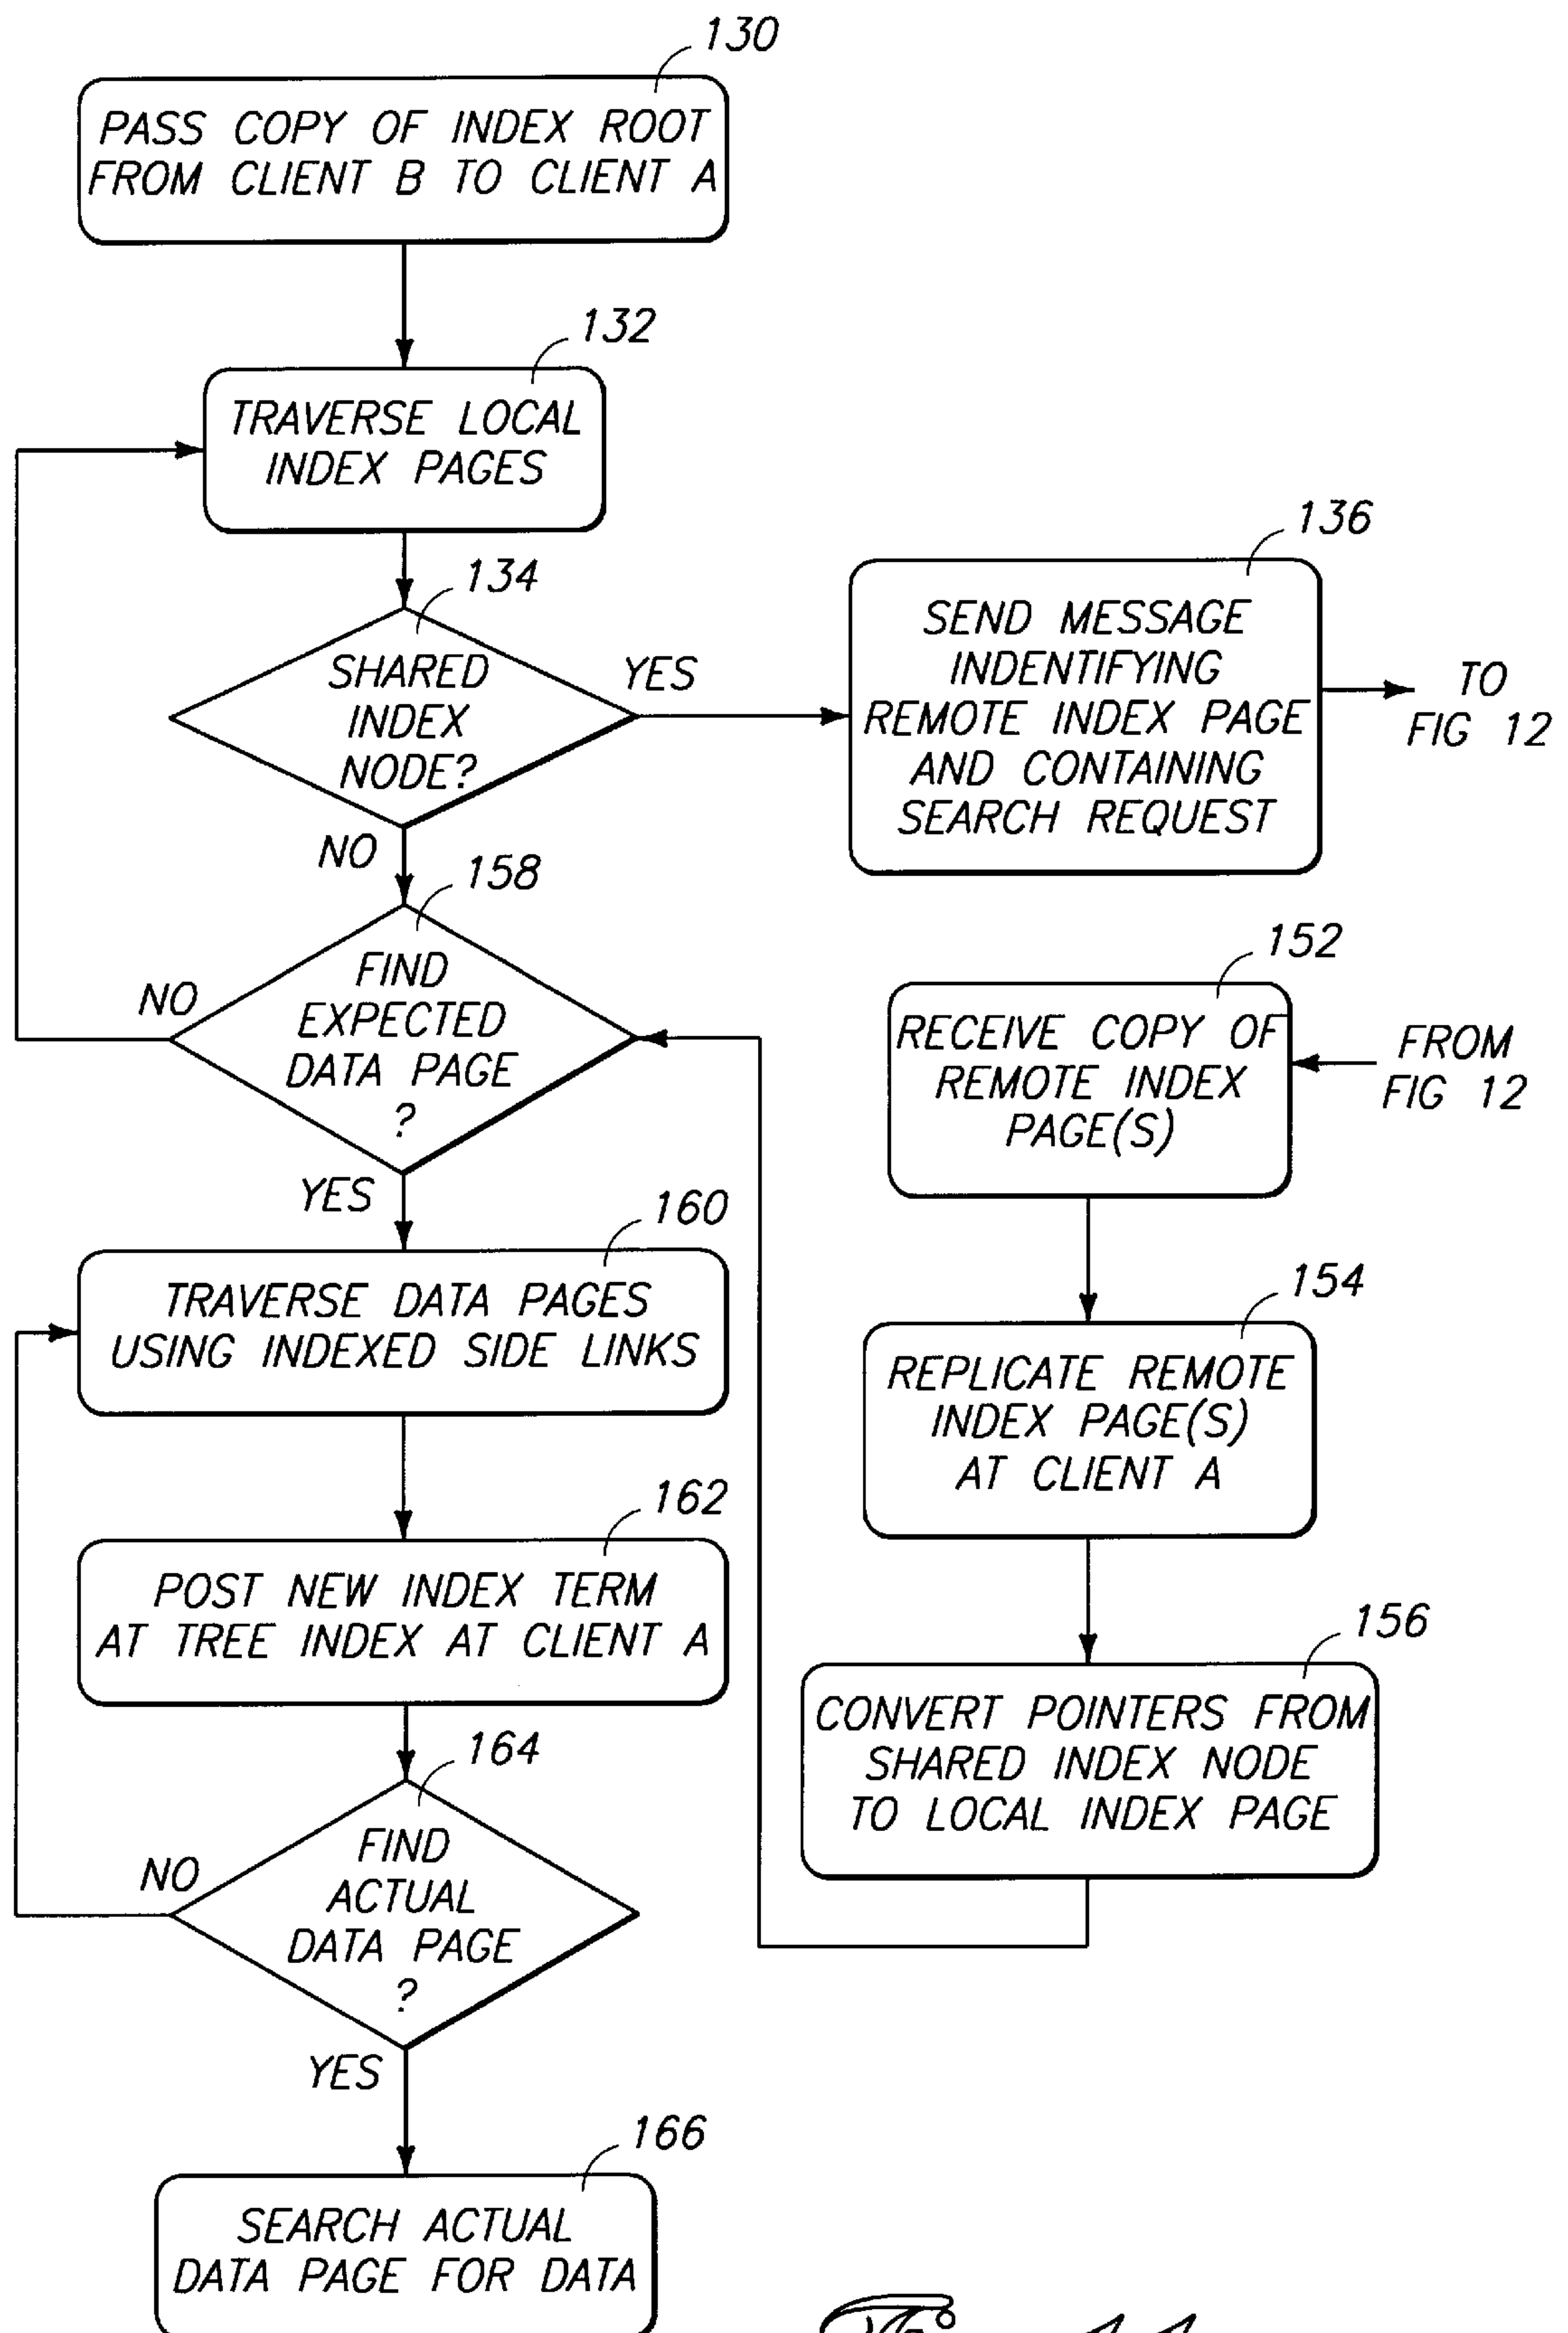 130
PASS COPY OF INDEX ROOT
FROM CLIENT B TO CLIENT A
132
TRAVERSE LOCAL
INDEX PAGES
134
SHARED
INDEX
NODE?
YES
NO
136
SEND MESSAGE
INDENTIFYING
REMOTE INDEX PAGE
AND CONTAINING
SEARCH REQUEST
TO
FIG 12
158
FIND
EXPECTED
DATA PAGE
?
NO
YES
152
RECEIVE COPY OF
REMOTE INDEX
PAGE(S)
FROM
FIG 12
154
REPLICATE REMOTE
INDEX PAGE(S)
AT CLIENT A
156
CONVERT POINTERS FROM
SHARED INDEX NODE
TO LOCAL INDEX PAGE
160
TRAVERSE DATA PAGES
USING INDEXED SIDE LINKS
162
POST NEW INDEX TERM
AT TREE INDEX AT CLIENT A
164
FIND
ACTUAL
DATA PAGE
?
NO
YES
166
SEARCH ACTUAL
DATA PAGE FOR DATA